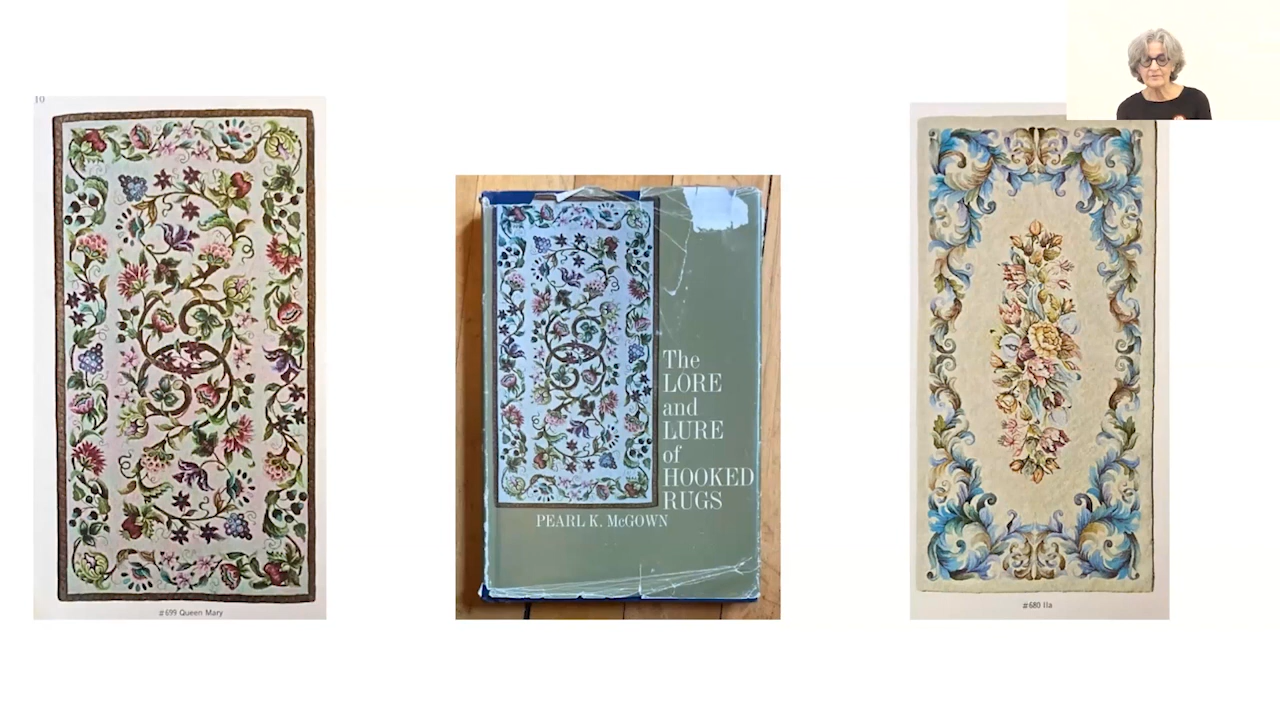 10
#699 Queen Mary
The
LORE
and
LURE
of
HOOKED
RUGS
PEARL K. McGOWN
#680 Ila